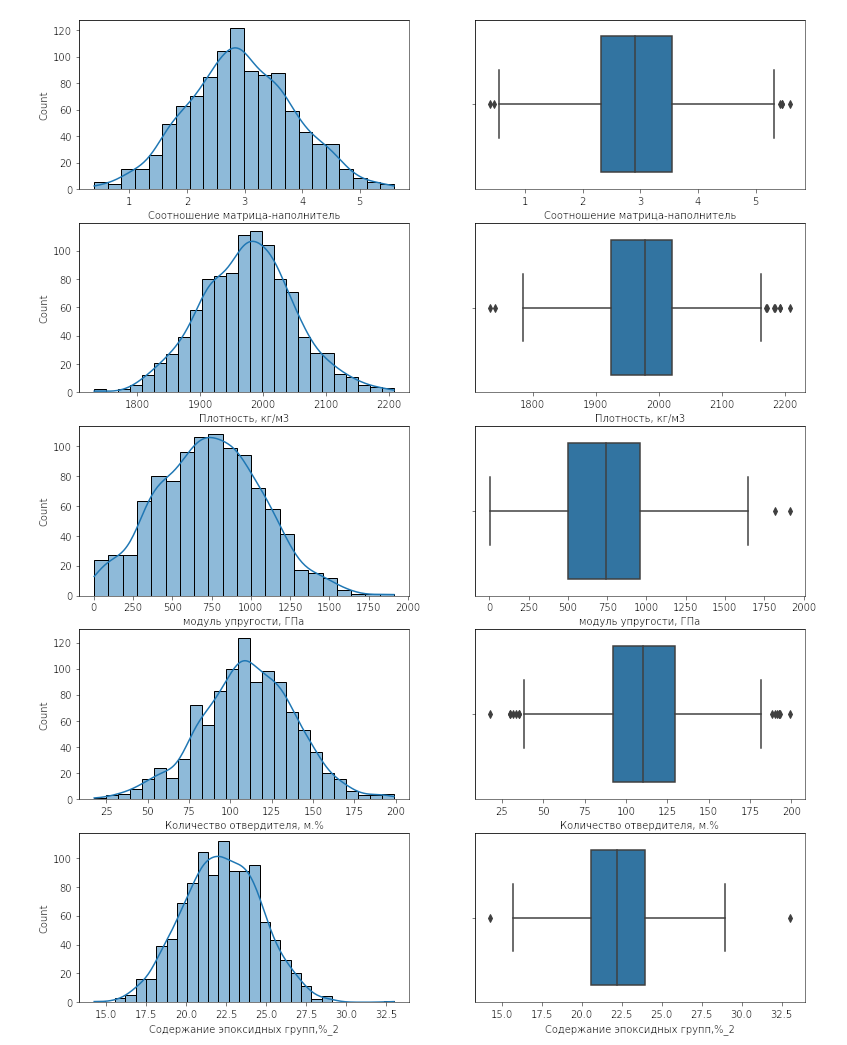 120
100
80
60
40
20
0
Count
1 2 3 4 5
Соотношение матрица-наполнитель
1 2 3 4 5
Соотношение матрица-наполнитель
100
80
60
40
20
0
Count
1800 1900 2000 2100 2200
Плотность, кг/м3
1800 1900 2000 2100 2200
Плотность, кг/м3
100
80
60
40
20
0
Count
0 250 500 750 1000 1250 1500 1750 2000
модуль упругости, ГПа
0 250 500 750 1000 1250 1500 1750 2000
модуль упругости, ГПа
120
100
80
60
40
20
0
Count
25 50 75 100 125 150 175 200
Количество отвердителя, м.%
25 50 75 100 125 150 175 200
Количество отвердителя, м.%
100
80
60
40
20
0
Count
15.0 17.5 20.0 22.5 25.0 27.5 30.0 32.5
Содержание эпоксидных групп,%_2
15.0 17.5 20.0 22.5 25.0 27.5 30.0 32.5
Содержание эпоксидных групп,%_2